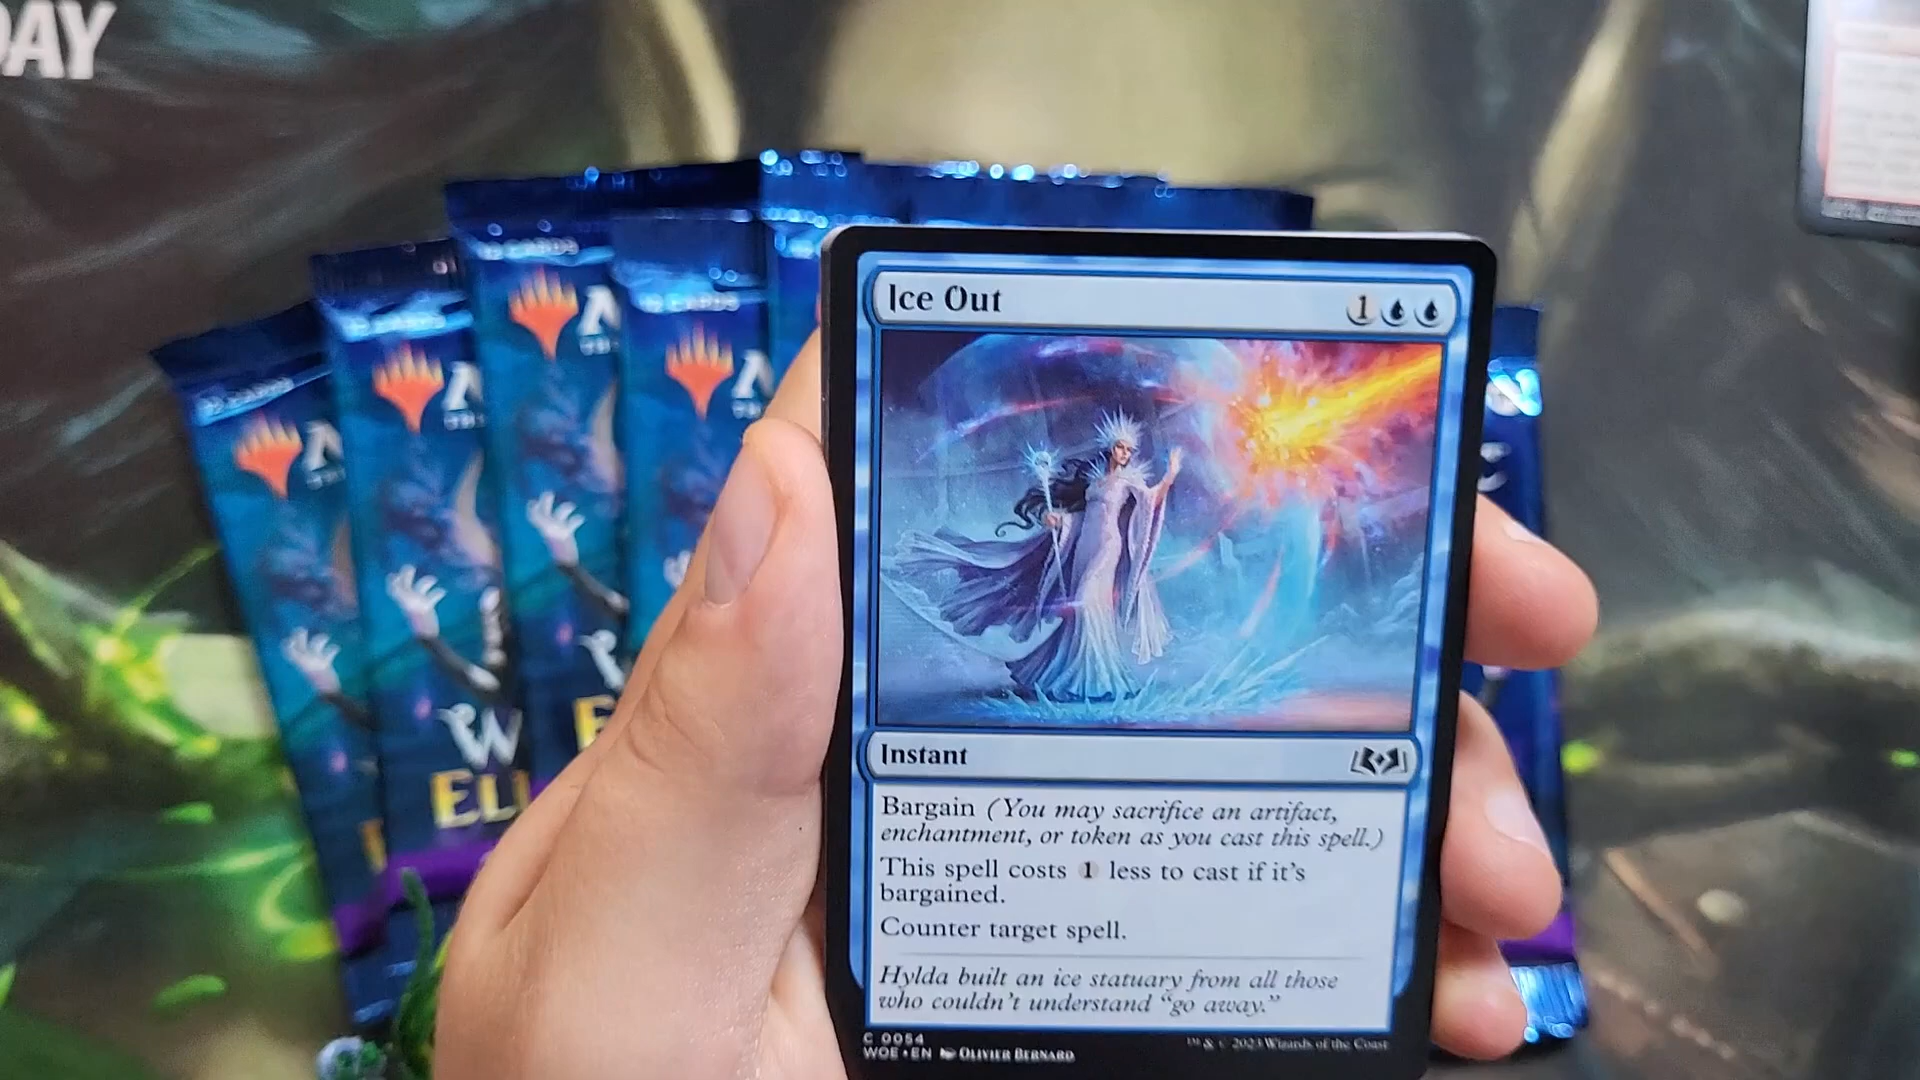 DAY
Ice Out
1
Instant
Bargain (You may sacrifice an artifact,
enchantment, or token as you cast this spell.)
This spell costs 1 less to cast if it's
bargained.
Counter target spell.
Hylda built an ice statuary from all those
who couldn't understand "go away."
C 0054
WOE • EN OLIVIER BERNARD
™ & © 2023 Wizards of the Coast
W
EL